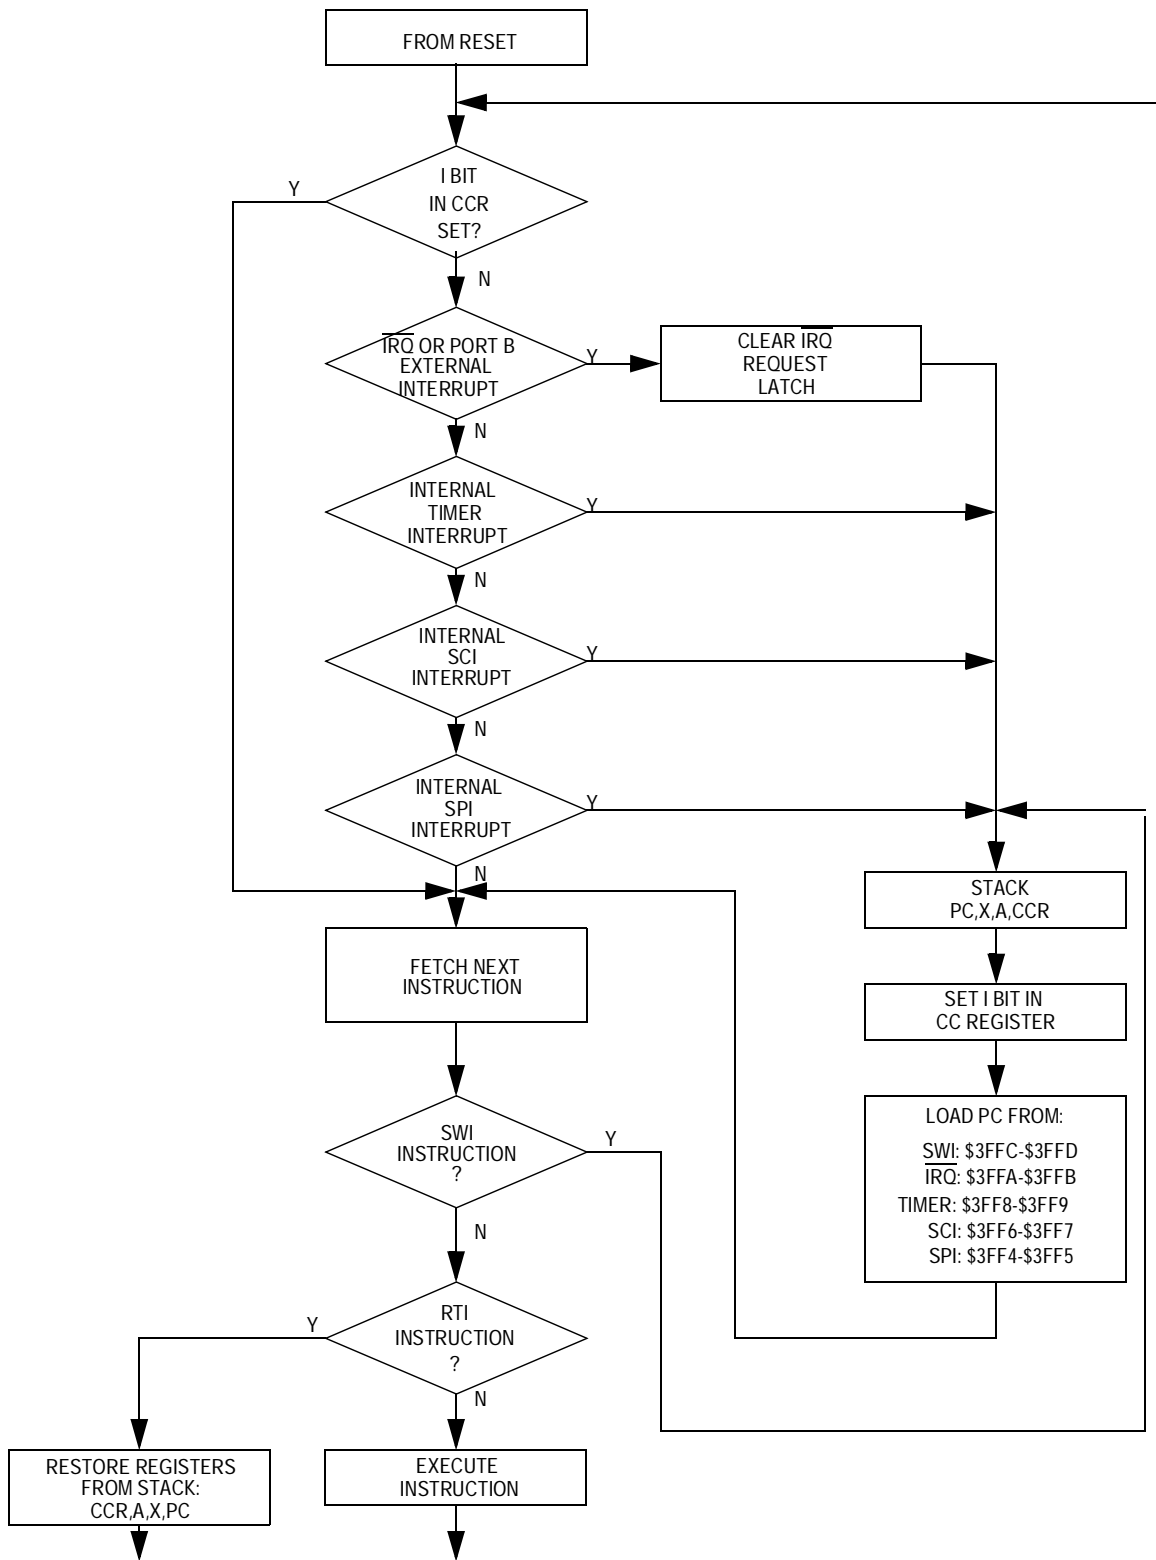 FROM RESET
Y
I BIT
IN CCR
SET?
N
IRQ OR PORT B
EXTERNAL
INTERRUPT
Y
CLEAR IRQ
REQUEST
LATCH
N
INTERNAL
TIMER
INTERRUPT
Y
N
INTERNAL
SCI
INTERRUPT
Y
N
INTERNAL
SPI
INTERRUPT
Y
N
STACK
PC,X,A,CCR
FETCH NEXT
INSTRUCTION
SET I BIT IN
CC REGISTER
SWI
INSTRUCTION
?
Y
LOAD PC FROM:
SWI: $3FFC-$3FFD
IRQ: $3FFA-$3FFB
TIMER: $3FF8-$3FF9
SCI: $3FF6-$3FF7
SPI: $3FF4-$3FF5
N
Y
RTI
INSTRUCTION
?
N
RESTORE REGISTERS
FROM STACK:
CCR,A,X,PC
EXECUTE
INSTRUCTION